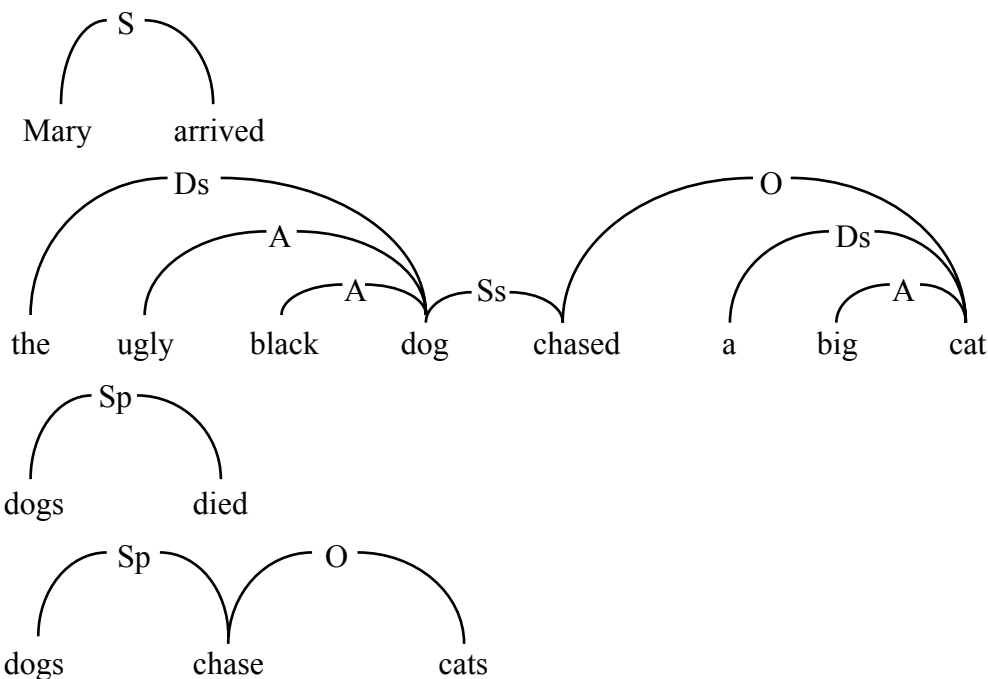 S
Mary arrived
Ds O
A Ds
A Ss A
the ugly black dog chased a big cat
Sp
dogs died
Sp O
dogs chase cats